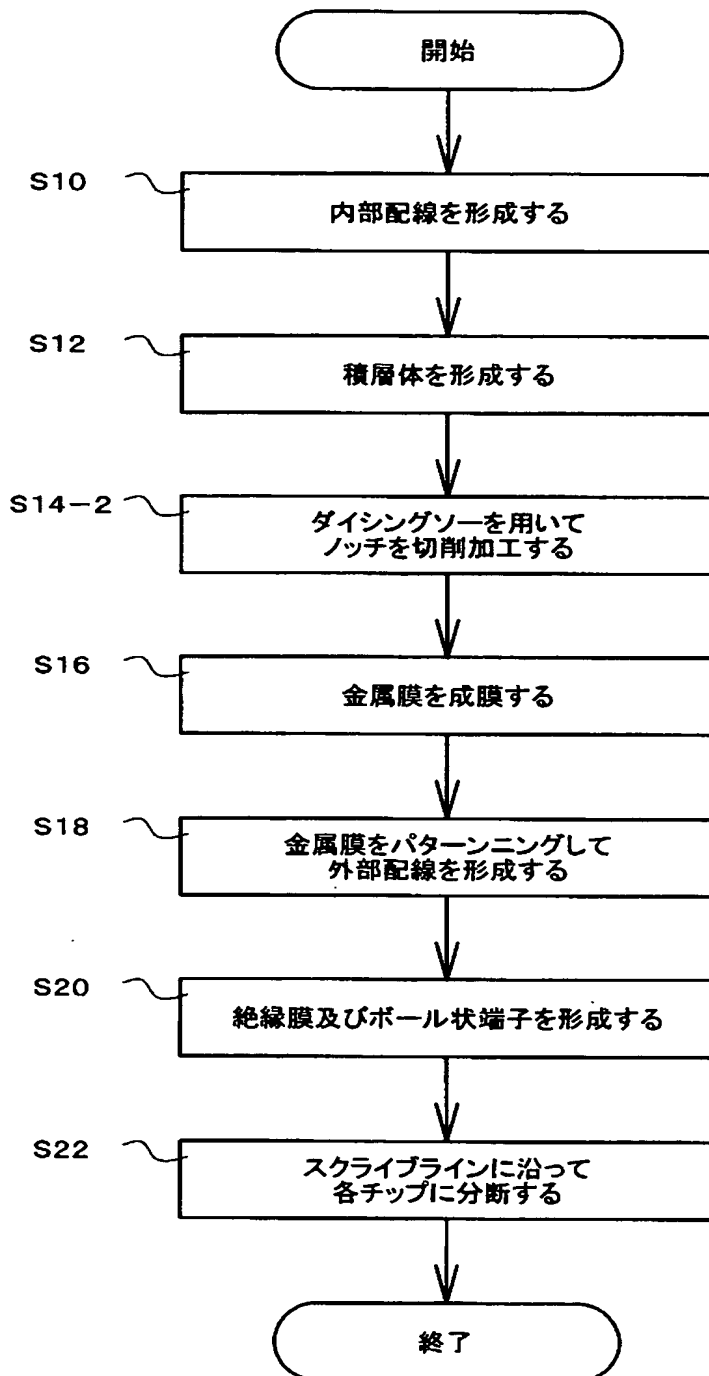 開始
S10
内部配線を形成する
S12
積層体を形成する
S14-2
ダイシングソーを用いて
ノッチを切削加工する
S16
金属膜を成膜する
S18
金属膜をパターンニングして
外部配線を形成する
S20
絶縁膜及びボール状端子を形成する
S22
スクライブラインに沿って
各チップに分断する
終了